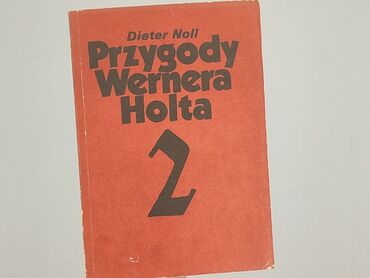 Dieter Noll
Przygody
Wernera
Holta
2